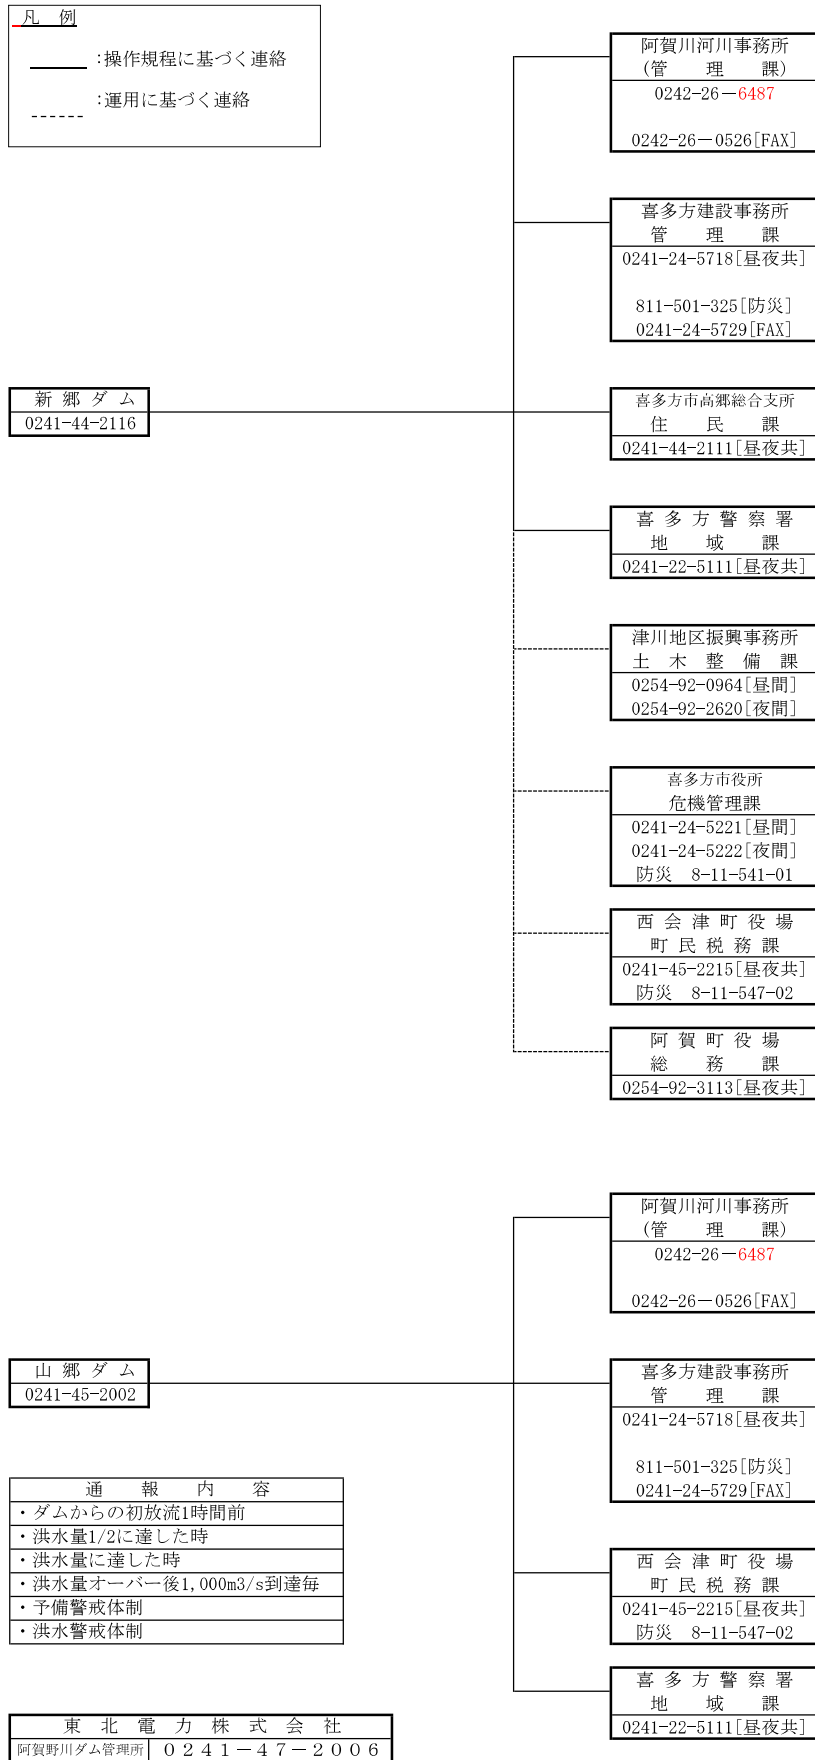 凡　例
:操作規程に基づく連絡
:運用に基づく連絡
阿賀川河川事務所
(管　理　課)
0242-26－6487
0242-26－0526[FAX]
喜多方建設事務所
管　理　課
0241-24-5718[昼夜共]
811-501-325[防災]
0241-24-5729[FAX]
新郷ダム
0241-44-2116
喜多方市高郷総合支所
住　民　課
0241-44-2111[昼夜共]
喜多方警察署
地　域　課
0241-22-5111[昼夜共]
津川地区振興事務所
土木整備課
0254-92-0964[昼間]
0254-92-2620[夜間]
喜多方市役所
危機管理課
0241-24-5221[昼間]
0241-24-5222[夜間]
防災　8-11-541-01
西会津町役場
町民税務課
0241-45-2215[昼夜共]
防災　8-11-547-02
阿賀町役場
総　務　課
0254-92-3113[昼夜共]
阿賀川河川事務所
(管　理　課)
0242-26－6487
0242-26－0526[FAX]
山郷ダム
0241-45-2002
喜多方建設事務所
管　理　課
0241-24-5718[昼夜共]
811-501-325[防災]
0241-24-5729[FAX]
通　報　内　容
・ダムからの初放流1時間前
・洪水量1/2に達した時
・洪水量に達した時
・洪水量オーバー後1,000m3/s到達毎
・予備警戒体制
・洪水警戒体制
西会津町役場
町民税務課
0241-45-2215[昼夜共]
防災　8-11-547-02
喜多方警察署
地　域　課
0241-22-5111[昼夜共]
東北電力株式会社
阿賀野川ダム管理所　０２４１－４７－２００６